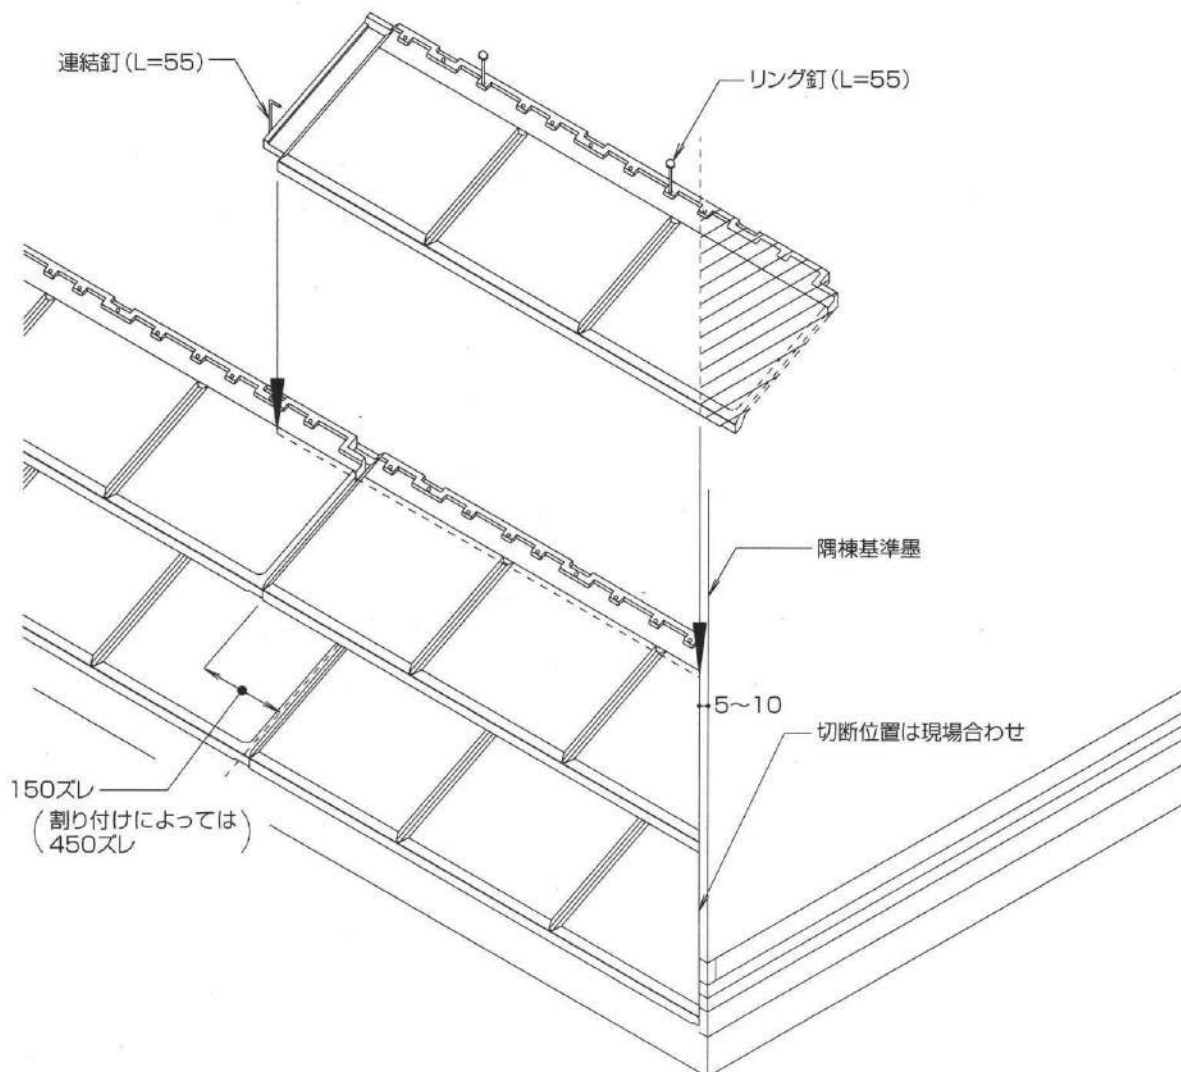 連結釘(L=55)
リング釘(L=55)
隅棟基準墨
5～10
切断位置は現場合わせ
150ズレ
(割り付けによっては
450ズレ)